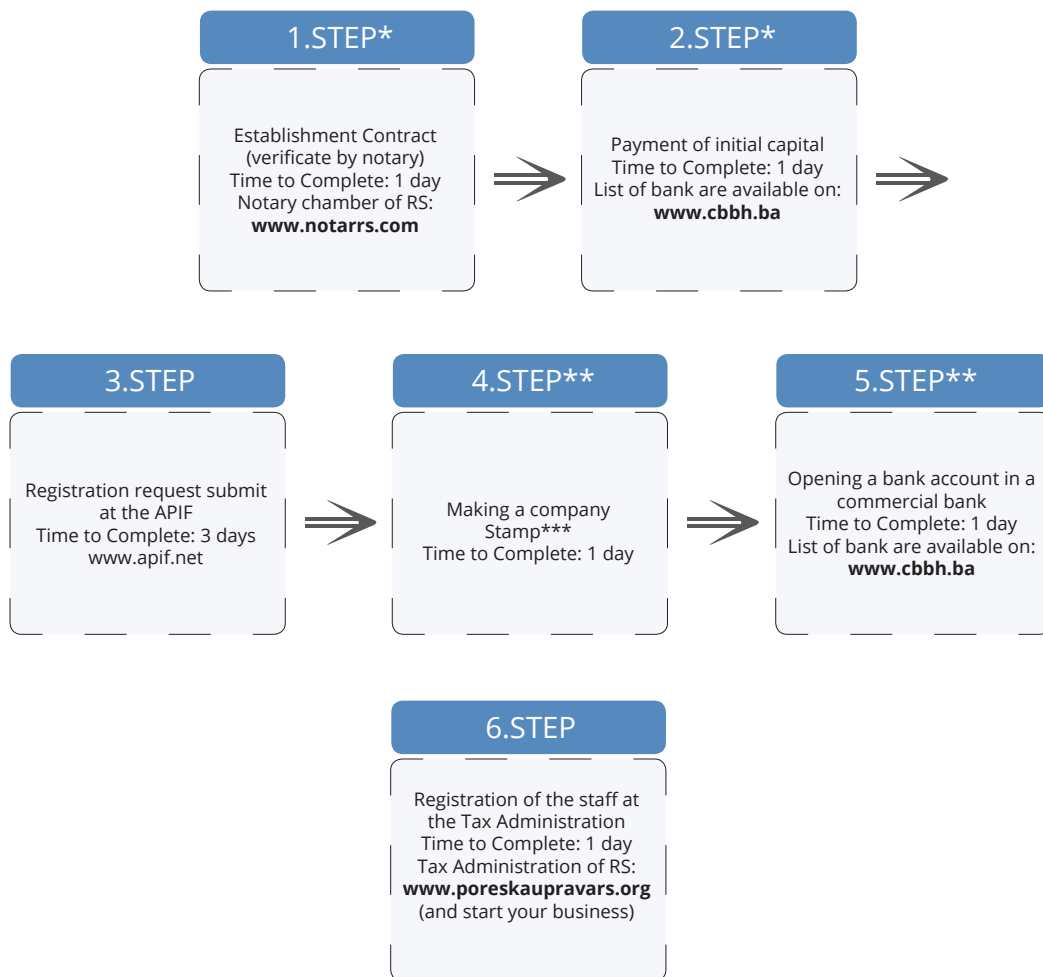 1.STEP*
Establishment Contract
(verificate by notary)
Time to Complete: 1 day
Notary chamber of RS:
www.notarrs.com
2.STEP*
Payment of initial capital
Time to Complete: 1 day
List of bank are available on:
www.cbbh.ba
3.STEP
Registration request submit
at the APIF
Time to Complete: 3 days
www.apif.net
4.STEP**
Making a company
Stamp***
Time to Complete: 1 day
5.STEP**
Opening a bank account in a
commercial bank
Time to Complete: 1 day
List of bank are available on:
www.cbbh.ba
6.STEP
Registration of the staff at
the Tax Administration
Time to Complete: 1 day
Tax Administration of RS:
www.poreskaupravars.org
(and start your business)